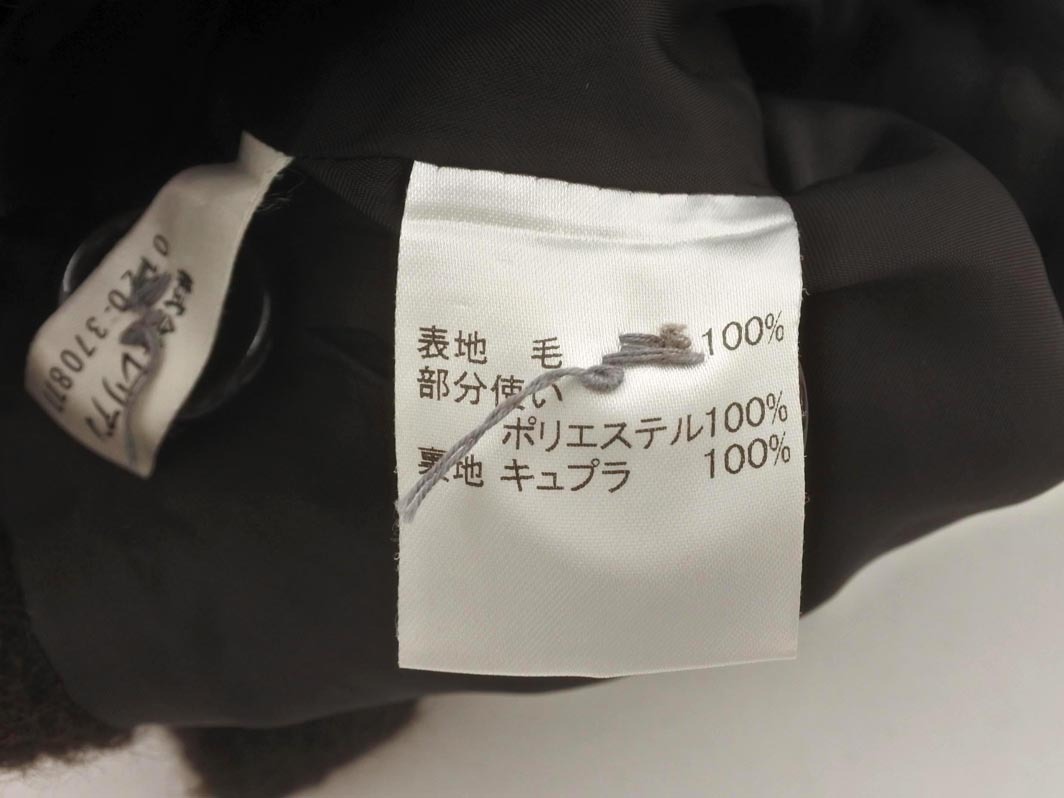 表地 毛 100%
部分使い
ポリエステル100%
裏地 キュプラ 100%